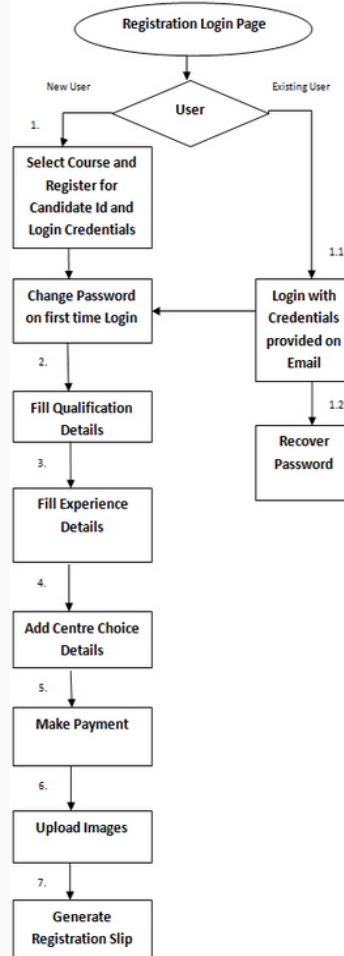 Registration Login Page
New User
Existing User
User
1.
Select Course and
Register for
Candidate Id and
Login Credentials
1.1
Change Password
on first time Login
Login with
Credentials
provided on
Email
2.
Fill Qualification
Details
1.2
Recover
Password
3.
Fill Experience
Details
4.
Add Centre Choice
Details
5.
Make Payment
6.
Upload Images
7.
Generate
Registration Slip